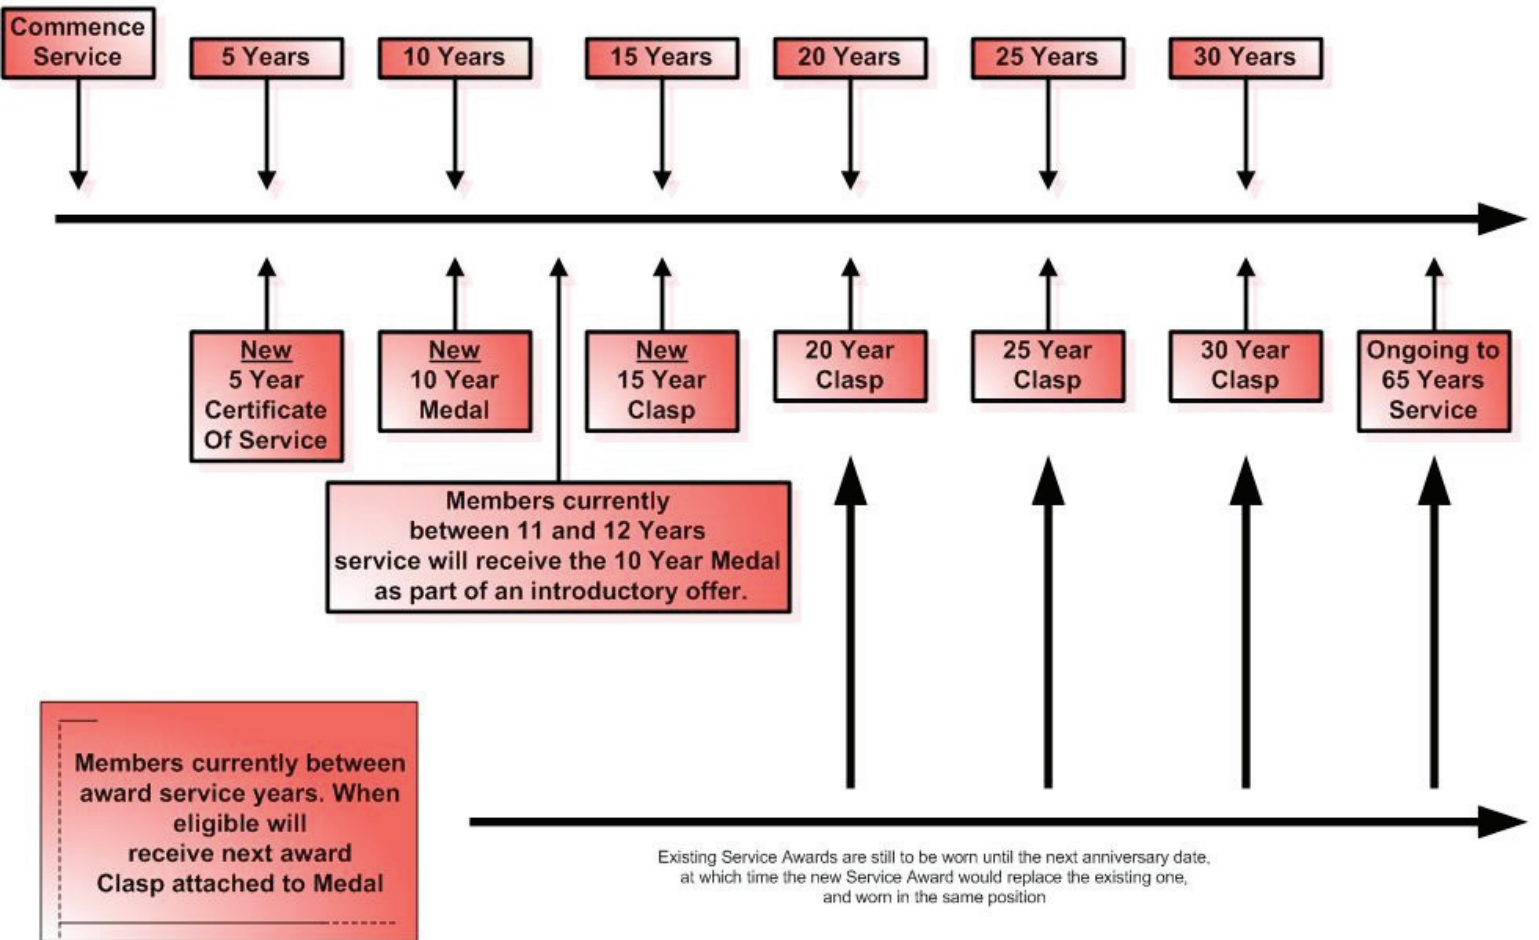 Commence
Service
5 Years
10 Years
15 Years
20 Years
25 Years
30 Years
New
5 Year
Certificate
Of Service
New
10 Year
Medal
New
15 Year
Clasp
20 Year
Clasp
25 Year
Clasp
30 Year
Clasp
Ongoing to
65 Years
Service
Members currently
between 11 and 12 Years
service will receive the 10 Year Medal
as part of an introductory offer.
Members currently between
award service years. When
eligible will
receive next award
Clasp attached to Medal
Existing Service Awards are still to be worn until the next anniversary date,
at which time the new Service Award would replace the existing one,
and worn in the same position